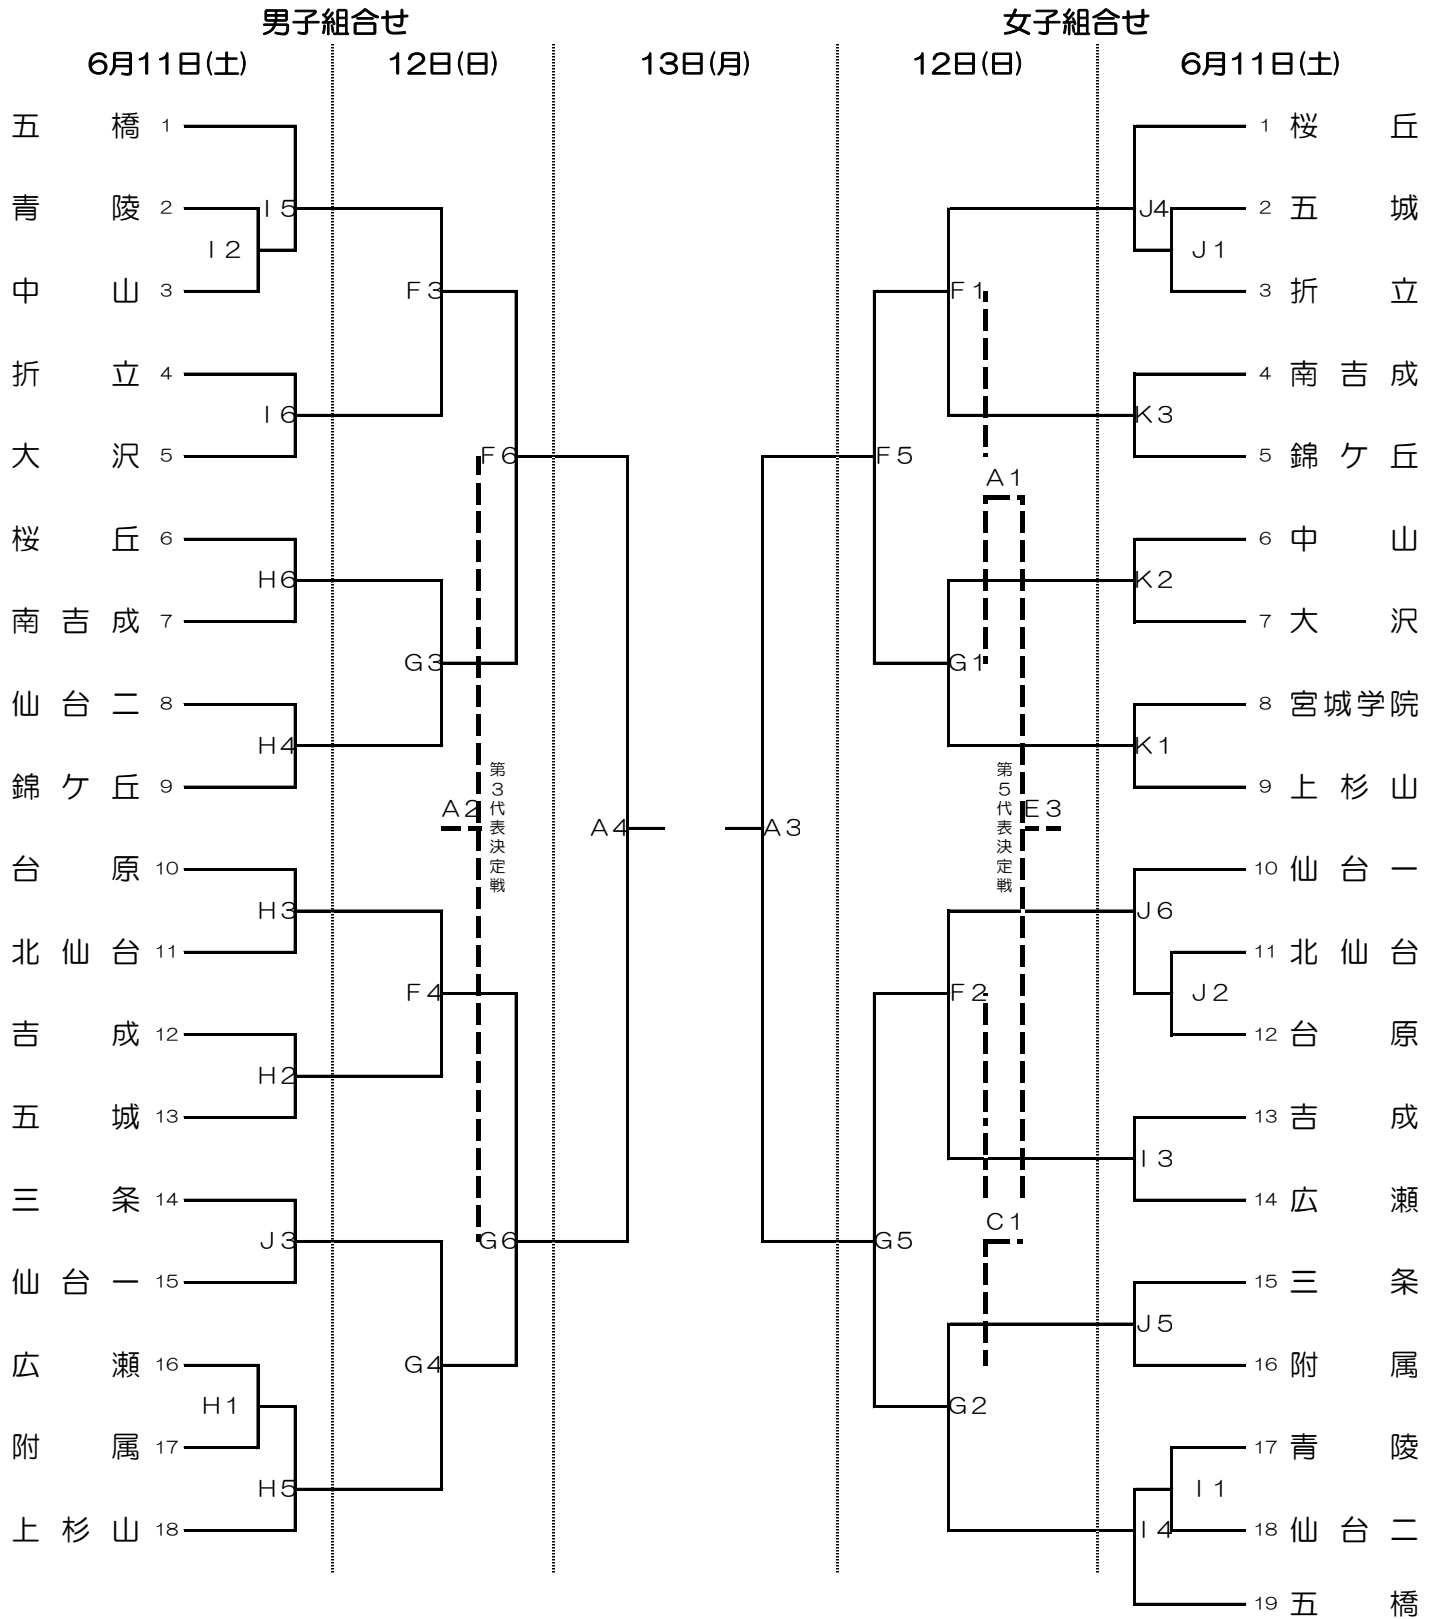 男子組合せ 女子組合せ
6月11日(土) 12日(日) 13日(月) 12日(日) 6月11日(土)
五橋 1 1 桜丘
青陵 2 I5 J4 2 五城
I2 J1
中山 3 F3 F1 3 折立
折立 4 4 南吉成
I6 K3
大沢 5 F6 F5 5 錦ケ丘
A1
桜丘 6 6 中山
H6 K2
南吉成 7 7 大沢
G3 G1
仙台二 8 8 宮城学院
H4 K1
錦ケ丘 9 9 上杉山
第3代表決定戦 第5代表決定戦
A2 A4 A3 E3
台原 10 10 仙台一
H3 J6
北仙台 11 11 北仙台
F4 F2 J2
吉成 12 12 台原
H2
五城 13 13 吉成
I3
三条 14 14 広瀬
C1
J3 G6 G5
仙台一 15 15 三条
J5
広瀬 16 G4 16 附属
H1 G2
附属 17 17 青陵
H5 I1
上杉山 18 I4 18 仙台二
19 五橋